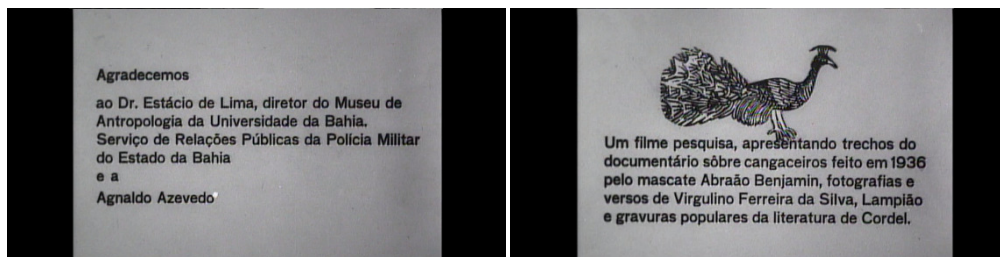 Agradecemos
ao Dr. Estácio de Lima, diretor do Museu de
Antropologia da Universidade da Bahia.
Serviço de Relações Públicas da Polícia Militar
do Estado da Bahia
e a
Agnaldo Azevedo
Um filme pesquisa, apresentando trechos do
documentário sôbre cangaceiros feito em 1936
pelo mascate Abraão Benjamin, fotografias e
versos de Virgulino Ferreira da Silva, Lampião
e gravuras populares da literatura de Cordel.